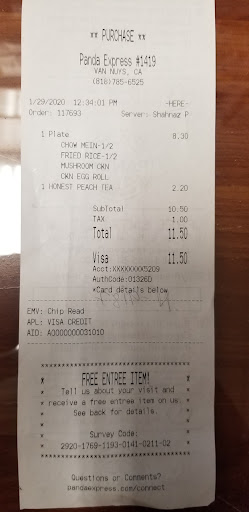 ** PURCHASE **
Panda Express #1419
VAN NUYS, CA
(818)785-6525
1/29/2020 12:34:01 PM -HERE-
Order: 117693 Server: Shahnaz P
1 Plate 8.30
CHOW MEIN-1/2
FRIED RICE-1/2
MUSHROOM CKN
CKN EGG ROLL
1 HONEST PEACH TEA 2.20
Subtotal 10.50
TAX 1.00
Total 11.50
Visa 11.50
Acct:XXXXXXXX5209
AuthCode:01326D
*Card details below
EMV: Chip Read
APL: VISA CREDIT
AID: A0000000031010
FREE ENTREE ITEM!
Tell us about your visit and
receive a free entree item on us.
See back for details.
Survey Code:
2920-1769-1193-0141-0211-02
Questions or Comments?
pandaexpress.com/connect